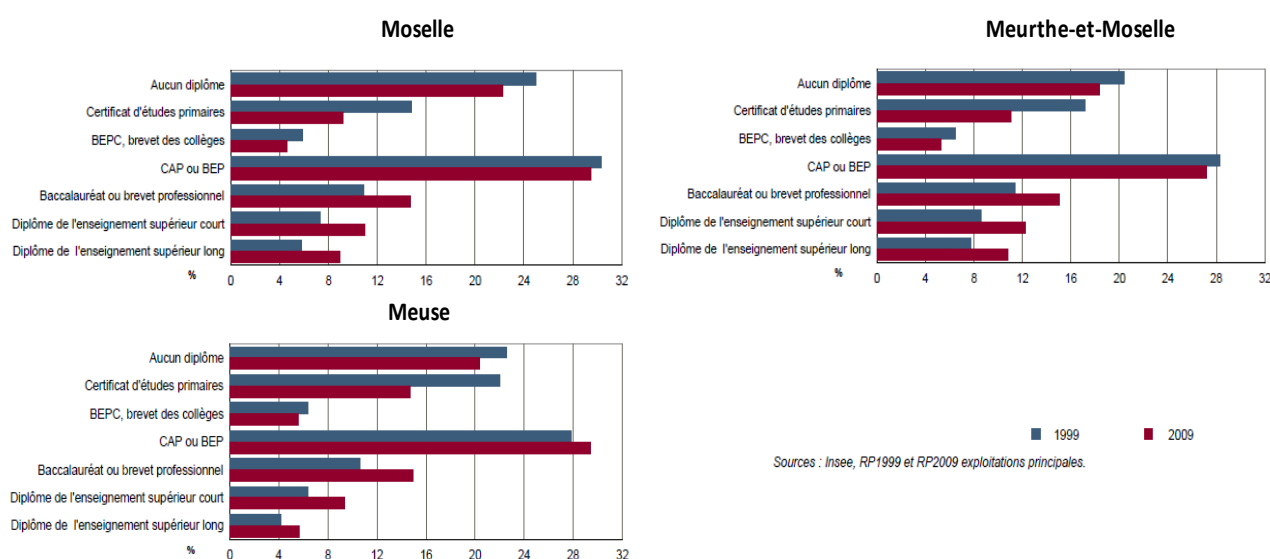 Moselle
Aucun diplôme
Certificat d'études primaires
BEPC, brevet des collèges
CAP ou BEP
Baccalauréat ou brevet professionnel
Diplôme de l'enseignement supérieur court
Diplôme de l'enseignement supérieur long
% 0 4 8 12 16 20 24 28 32
Meurthe-et-Moselle
Aucun diplôme
Certificat d'études primaires
BEPC, brevet des collèges
CAP ou BEP
Baccalauréat ou brevet professionnel
Diplôme de l'enseignement supérieur court
Diplôme de l'enseignement supérieur long
% 0 4 8 12 16 20 24 28 32
Meuse
Aucun diplôme
Certificat d'études primaires
BEPC, brevet des collèges
CAP ou BEP
Baccalauréat ou brevet professionnel
Diplôme de l'enseignement supérieur court
Diplôme de l'enseignement supérieur long
% 0 4 8 12 16 20 24 28 32
1999 2009
Sources : Insee, RP1999 et RP2009 exploitations principales.